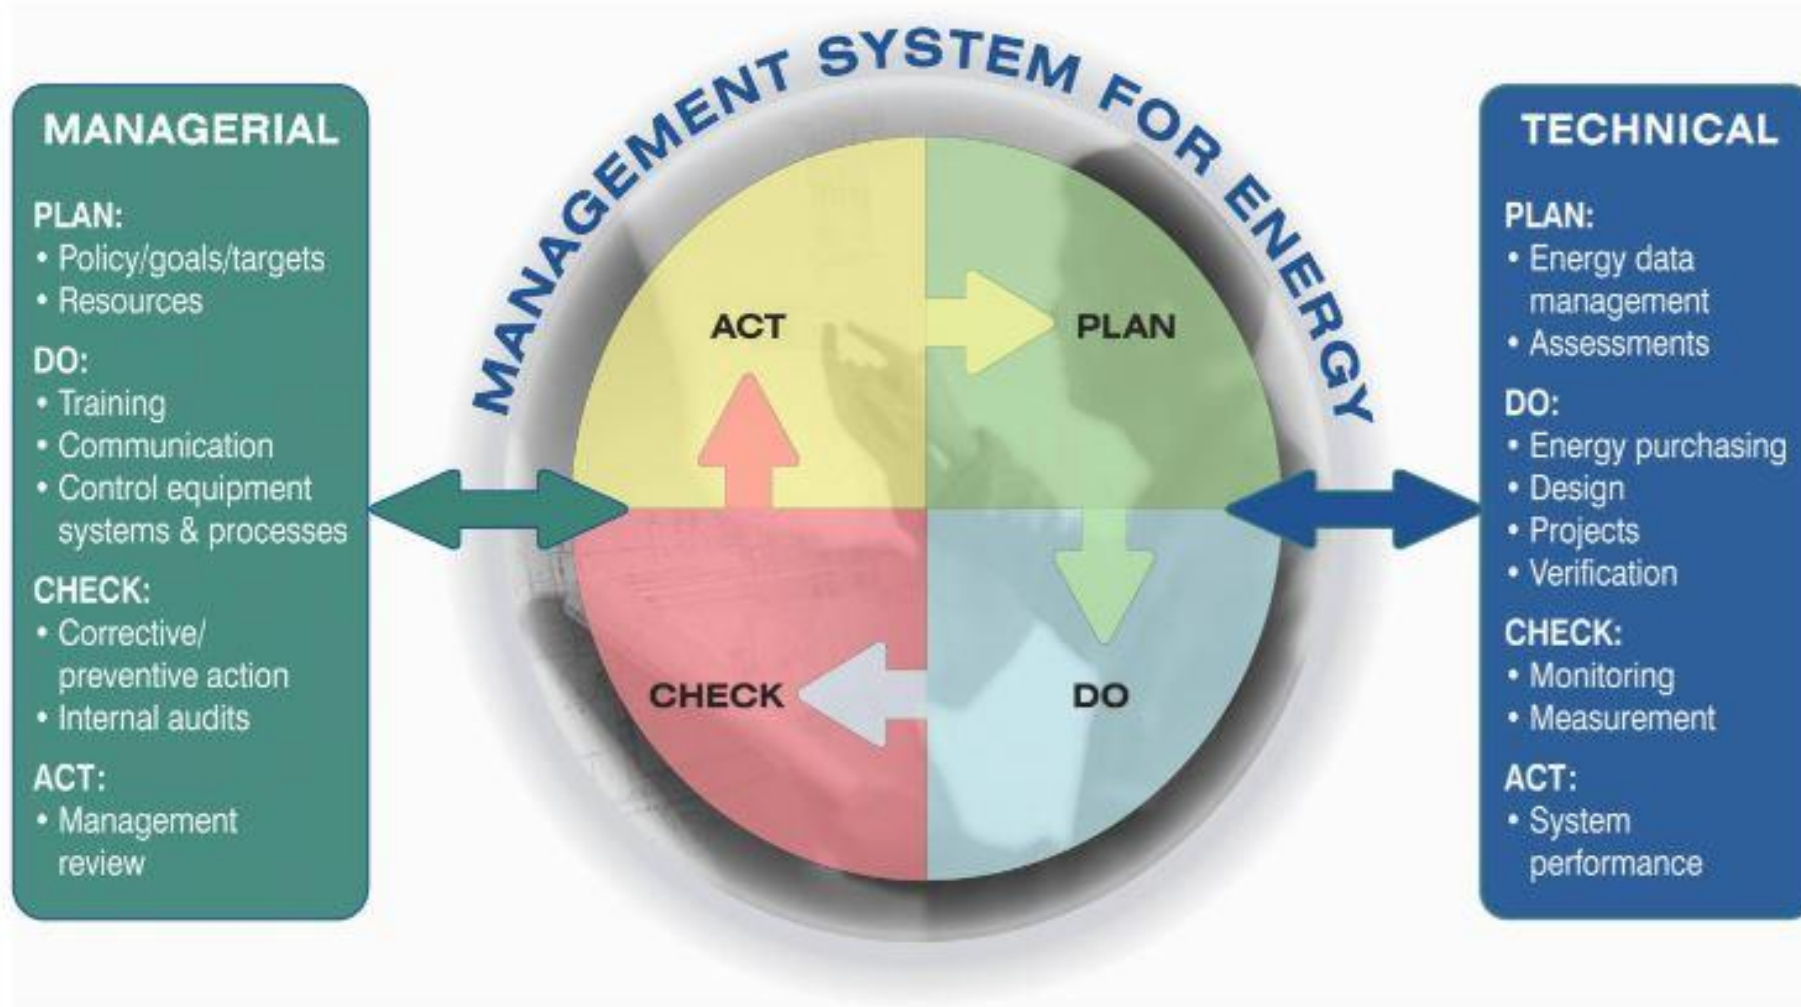 MANAGEMENT SYSTEM FOR ENERGY
MANAGERIAL
PLAN:
• Policy/goals/targets
• Resources
DO:
• Training
• Communication
• Control equipment
systems & processes
CHECK:
• Corrective/
preventive action
• Internal audits
ACT:
• Management
review
ACT
PLAN
CHECK
DO
TECHNICAL
PLAN:
• Energy data
management
• Assessments
DO:
• Energy purchasing
• Design
• Projects
• Verification
CHECK:
• Monitoring
• Measurement
ACT:
• System
performance